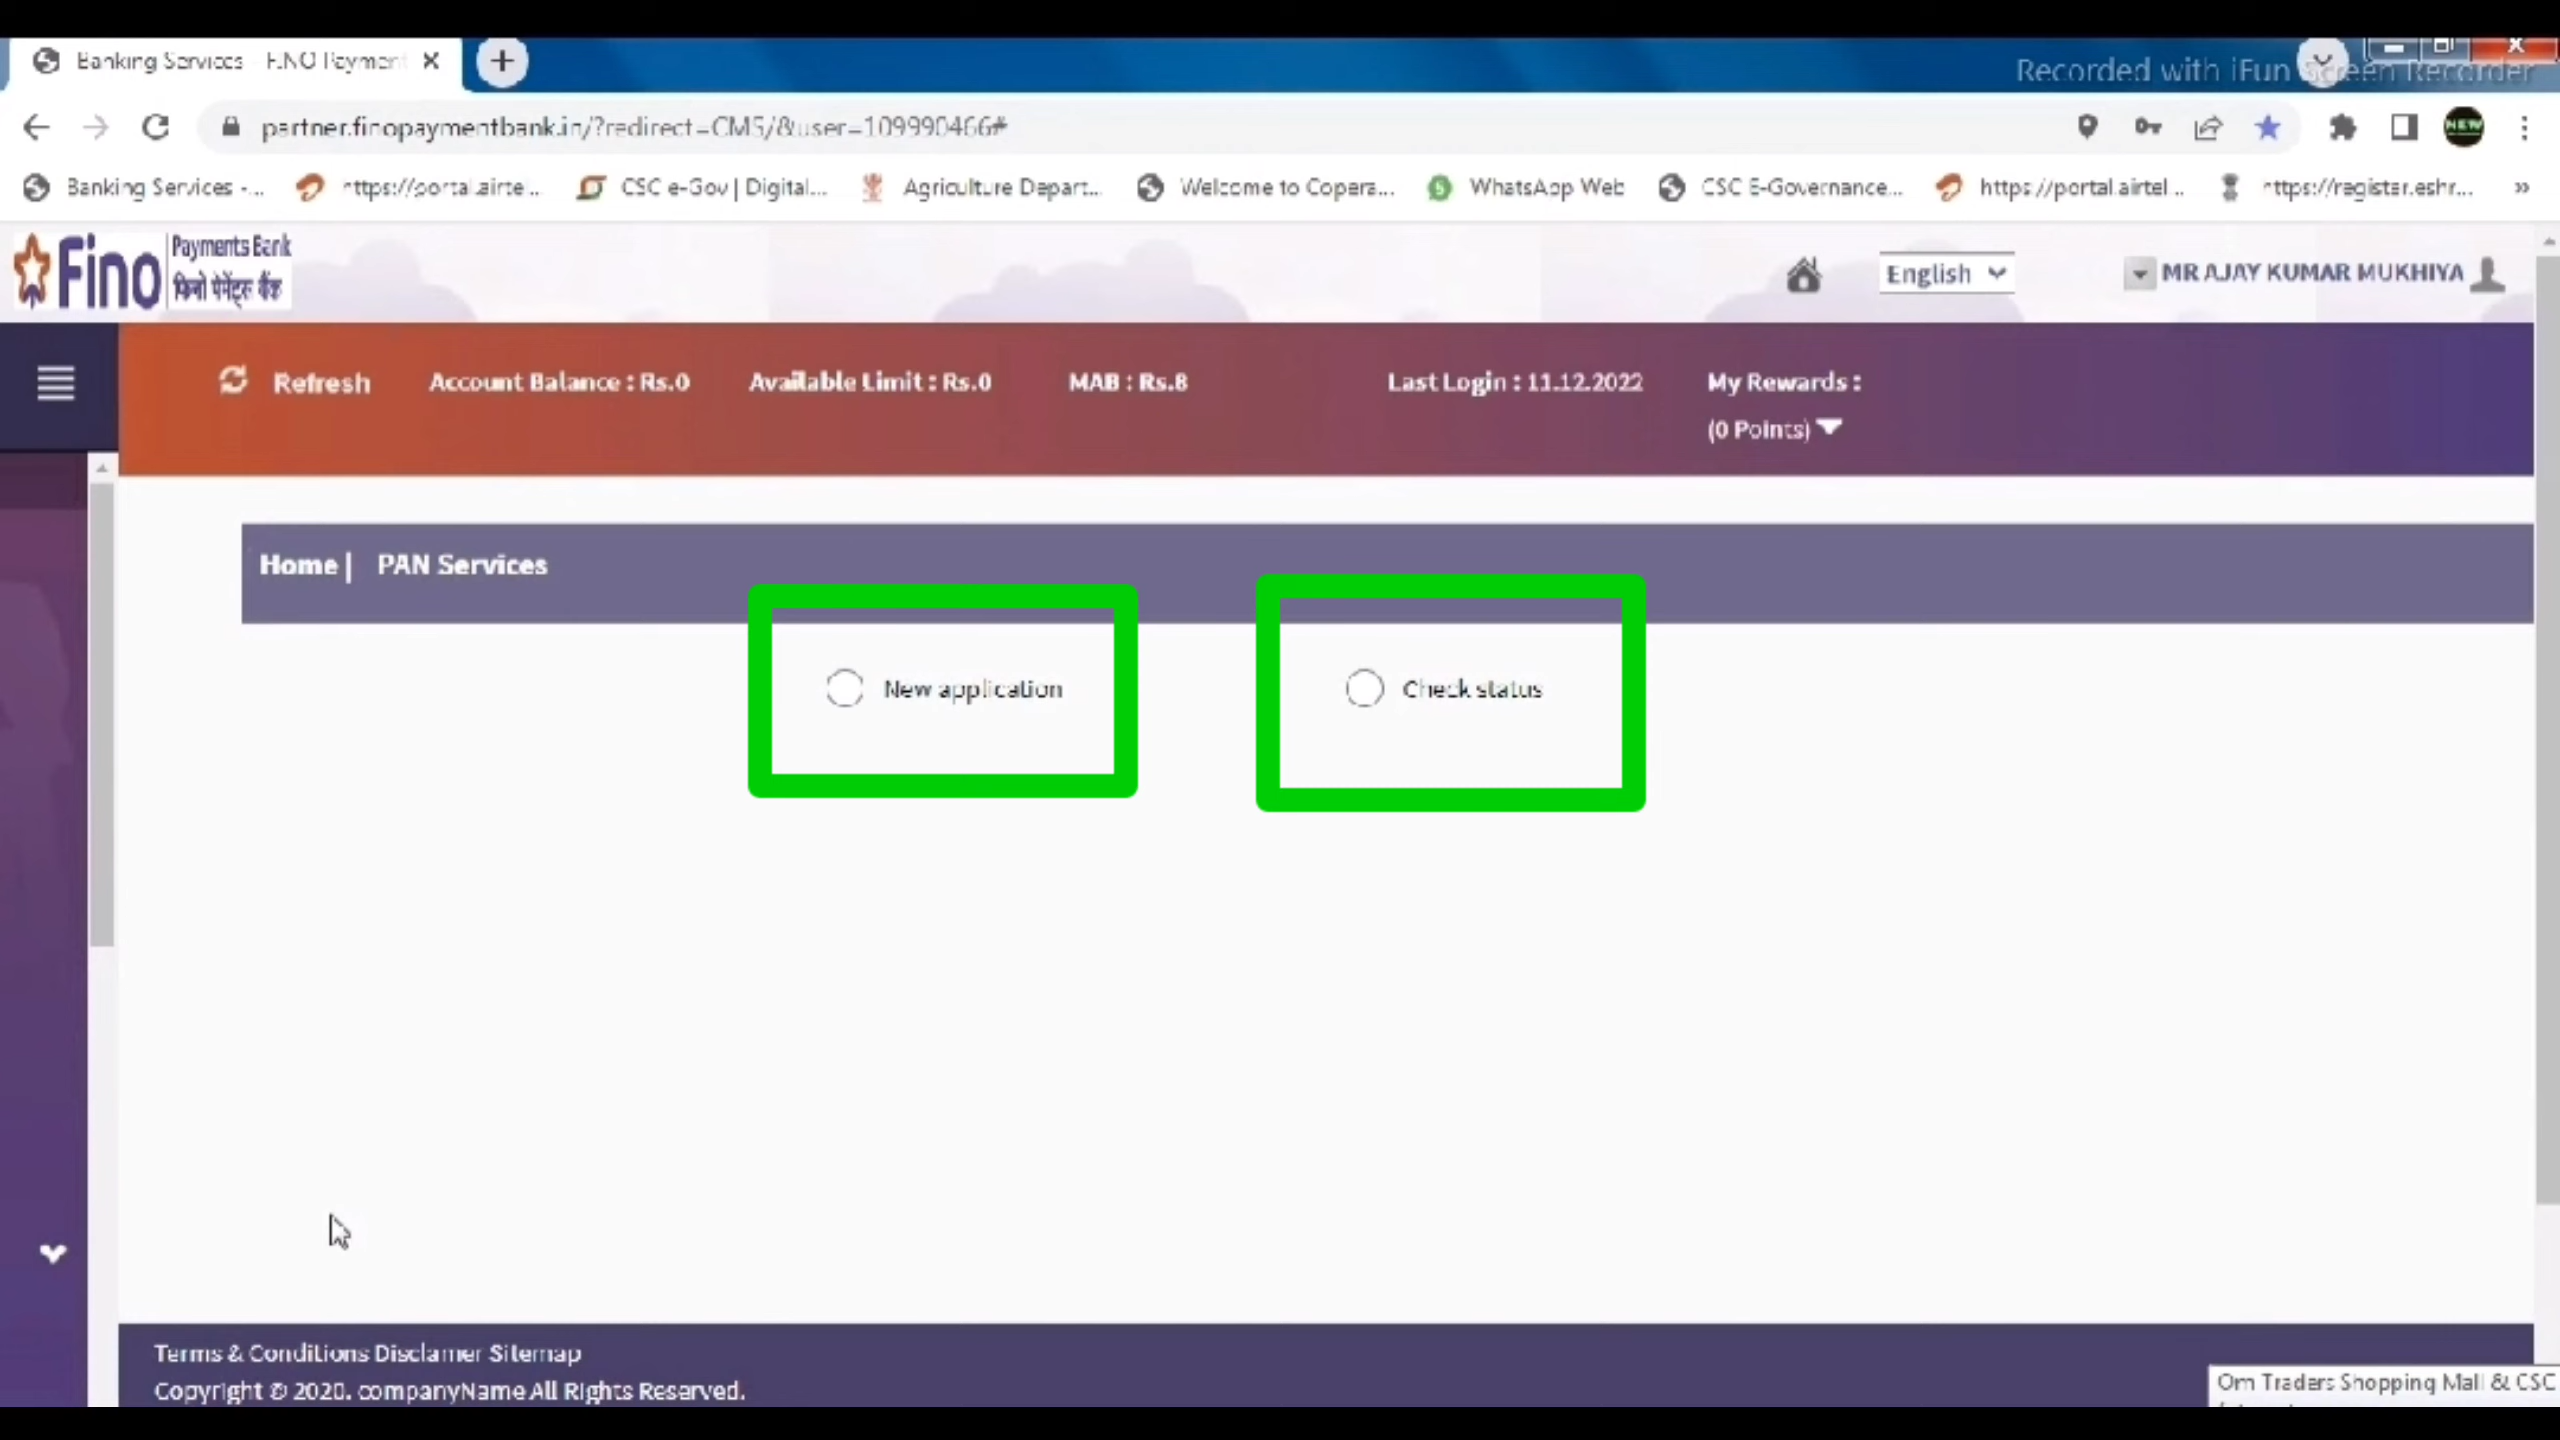 Banking Services - FINO Payment
Recorded with iFun Screen Recorder
partner.finopaymentbank.in/?redirect=CMS/&user=109990466#
Banking Services -... https://portal.airte... CSC e-Gov | Digital... Agriculture Depart... Welcome to Copera... WhatsApp Web CSC E-Governance... https://portal.airtel... https://register.eshr... »
Fino Payments Bank
फिनो पेमेंट्स बैंक
English MR AJAY KUMAR MUKHIYA
Refresh Account Balance : Rs.0 Available Limit : Rs.0 MAB : Rs.8 Last Login : 11.12.2022 My Rewards :
(0 Points)
Home | PAN Services
New application Check status
Terms & Conditions Disclamer Sitemap
Copyright © 2020. companyName All Rights Reserved.
Om Traders Shopping Mall & CSC
NEW